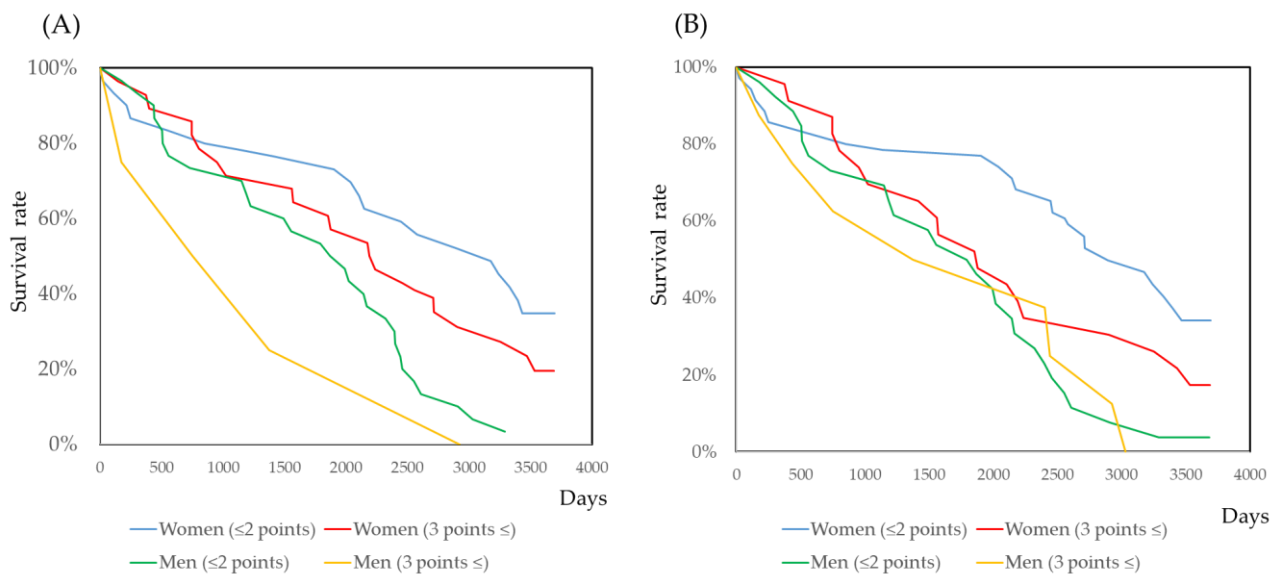 (A)
100%
80%
60%
40%
20%
0%
Survival rate
0 500 1000 1500 2000 2500 3000 3500 4000
Days
Women (≤2 points) Women (3 points ≤)
Men (≤2 points) Men (3 points ≤)
(B)
100%
80%
60%
40%
20%
0%
Survival rate
0 500 1000 1500 2000 2500 3000 3500 4000
Days
Women (≤2 points) Women (3 points ≤)
Men (≤2 points) Men (3 points ≤)